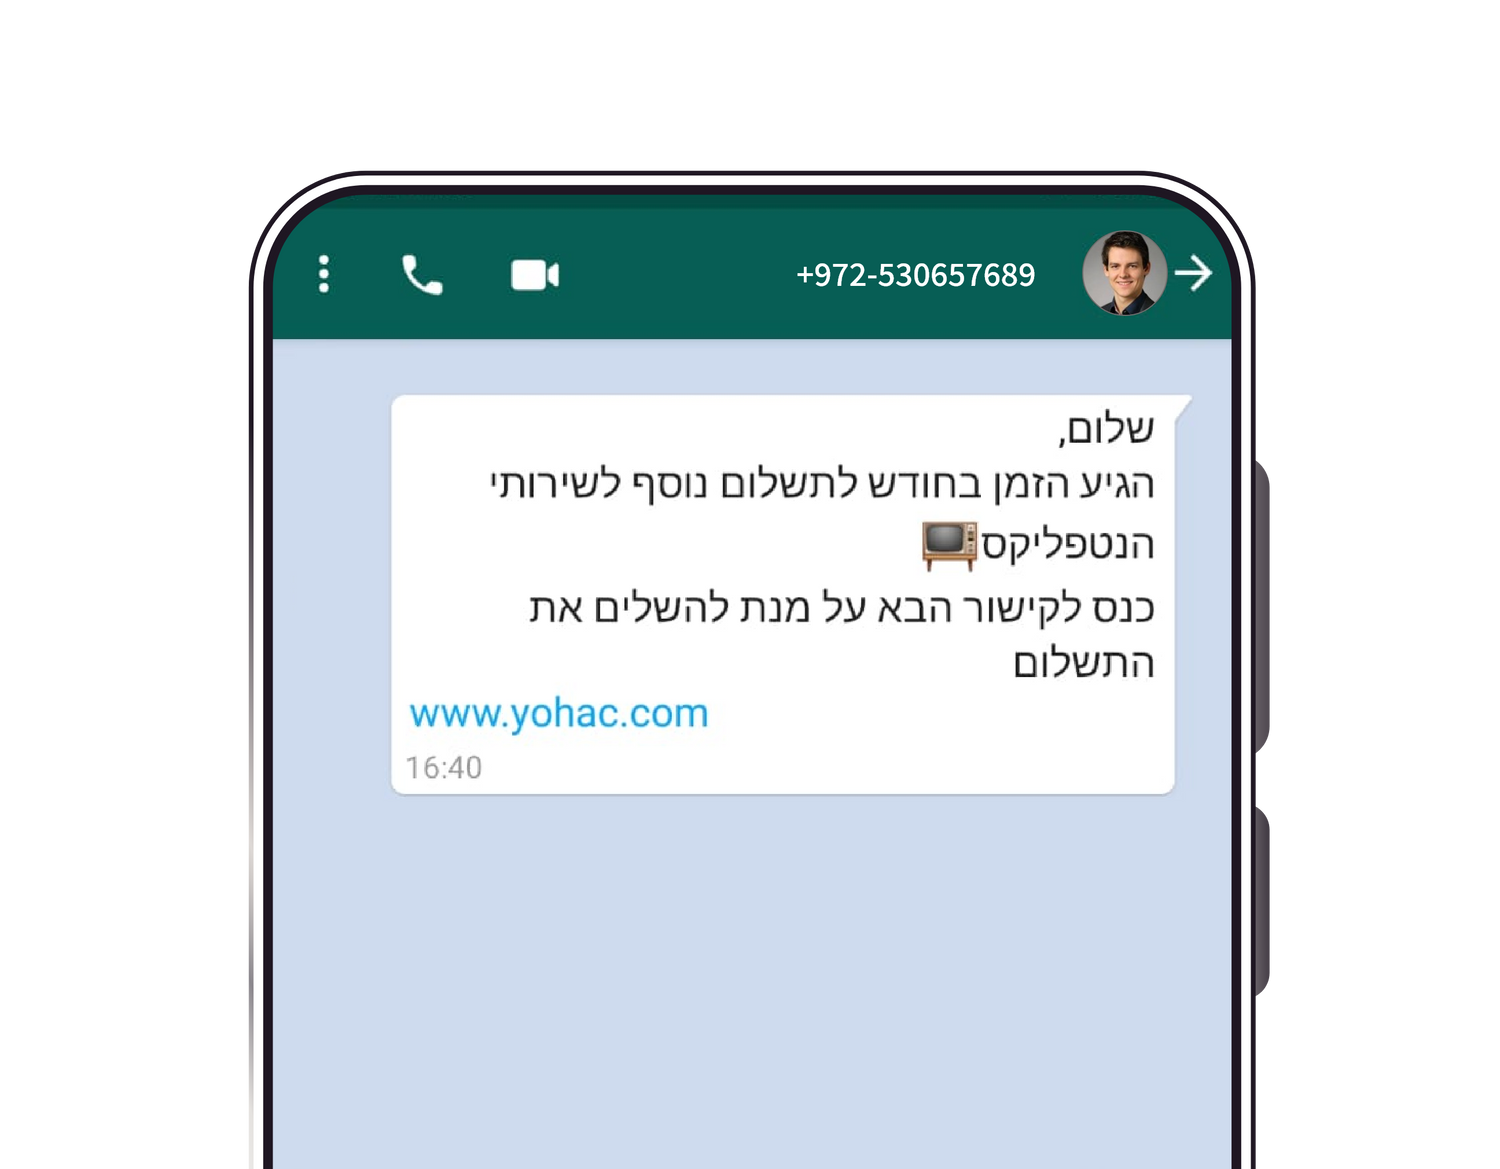 +972-530657689
שלום,
הגיע הזמן בחודש לתשלום נוסף לשירותי
הנטפליקס📺
כנס לקישור הבא על מנת להשלים את
התשלום
www.yohac.com
16:40